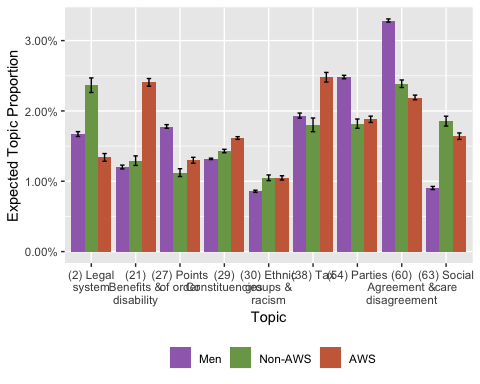 3.00%
2.00%
1.00%
0.00%
Expected Topic Proportion
(2) Legal
system
(21)
Benefits &
disability
(27) Points
of order
(29)
Constituencies
(30) Ethnic
groups &
racism
(38) Tax
(54) Parties
(60)
Agreement &
disagreement
(63) Social
care
Topic
Men
Non-AWS
AWS